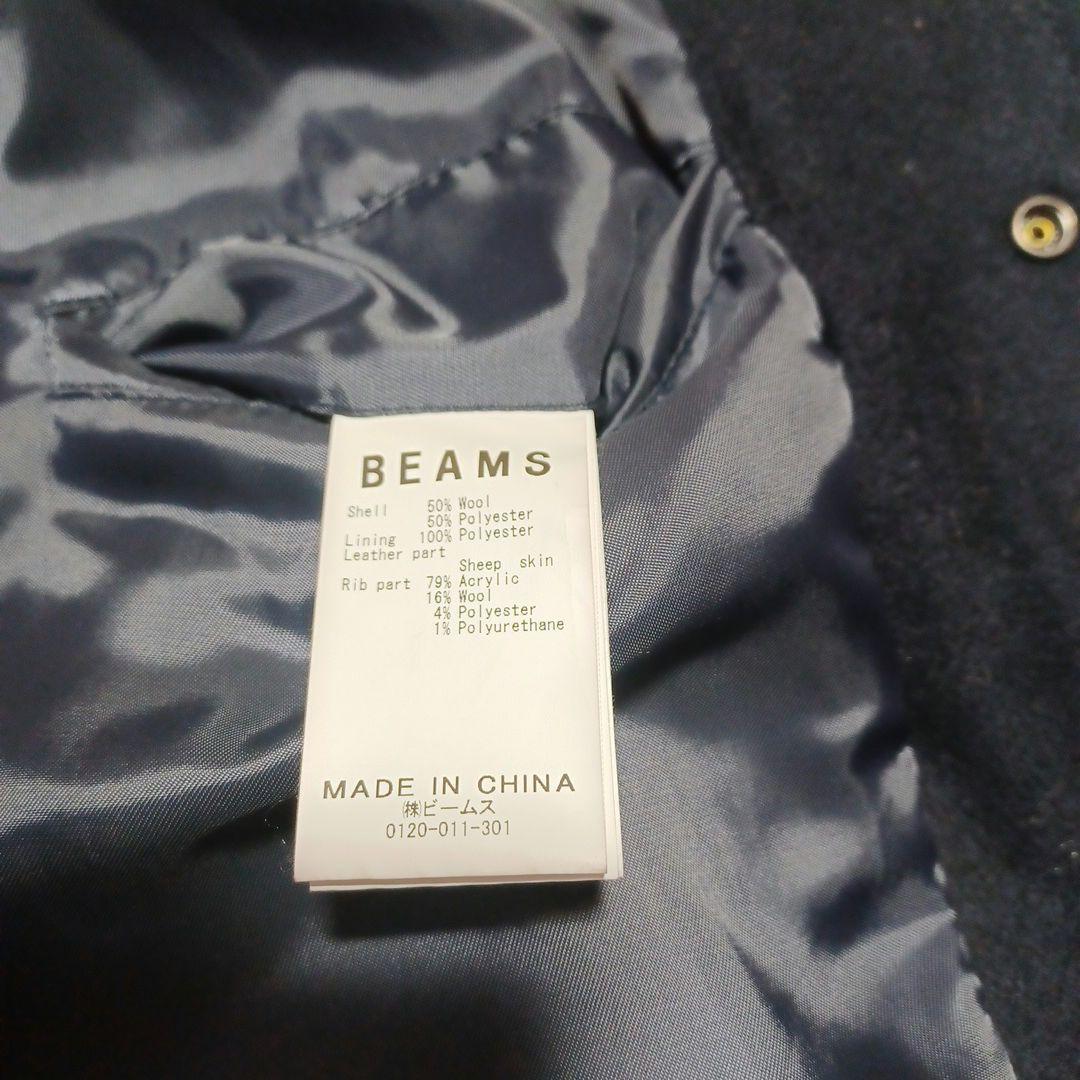 BEAMS
Shell 50% Wool
50% Polyester
Lining 100% Polyester
Leather part
Sheep skin
Rib part 79% Acrylic
16% Wool
4% Polyester
1% Polyurethane
MADE IN CHINA
㈱ビームス
0120-011-301